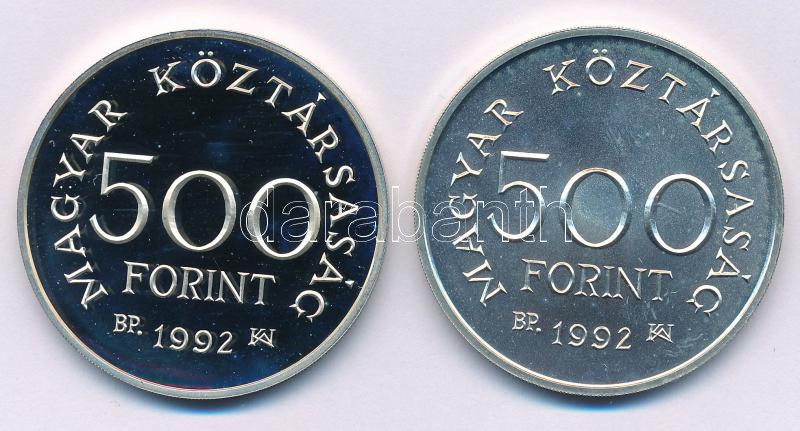 MAGYAR KÖZTÁRSASÁG
500
FORINT
BP. 1992
MAGYAR KÖZTÁRSASÁG
500
FORINT
BP. 1992
darabanth